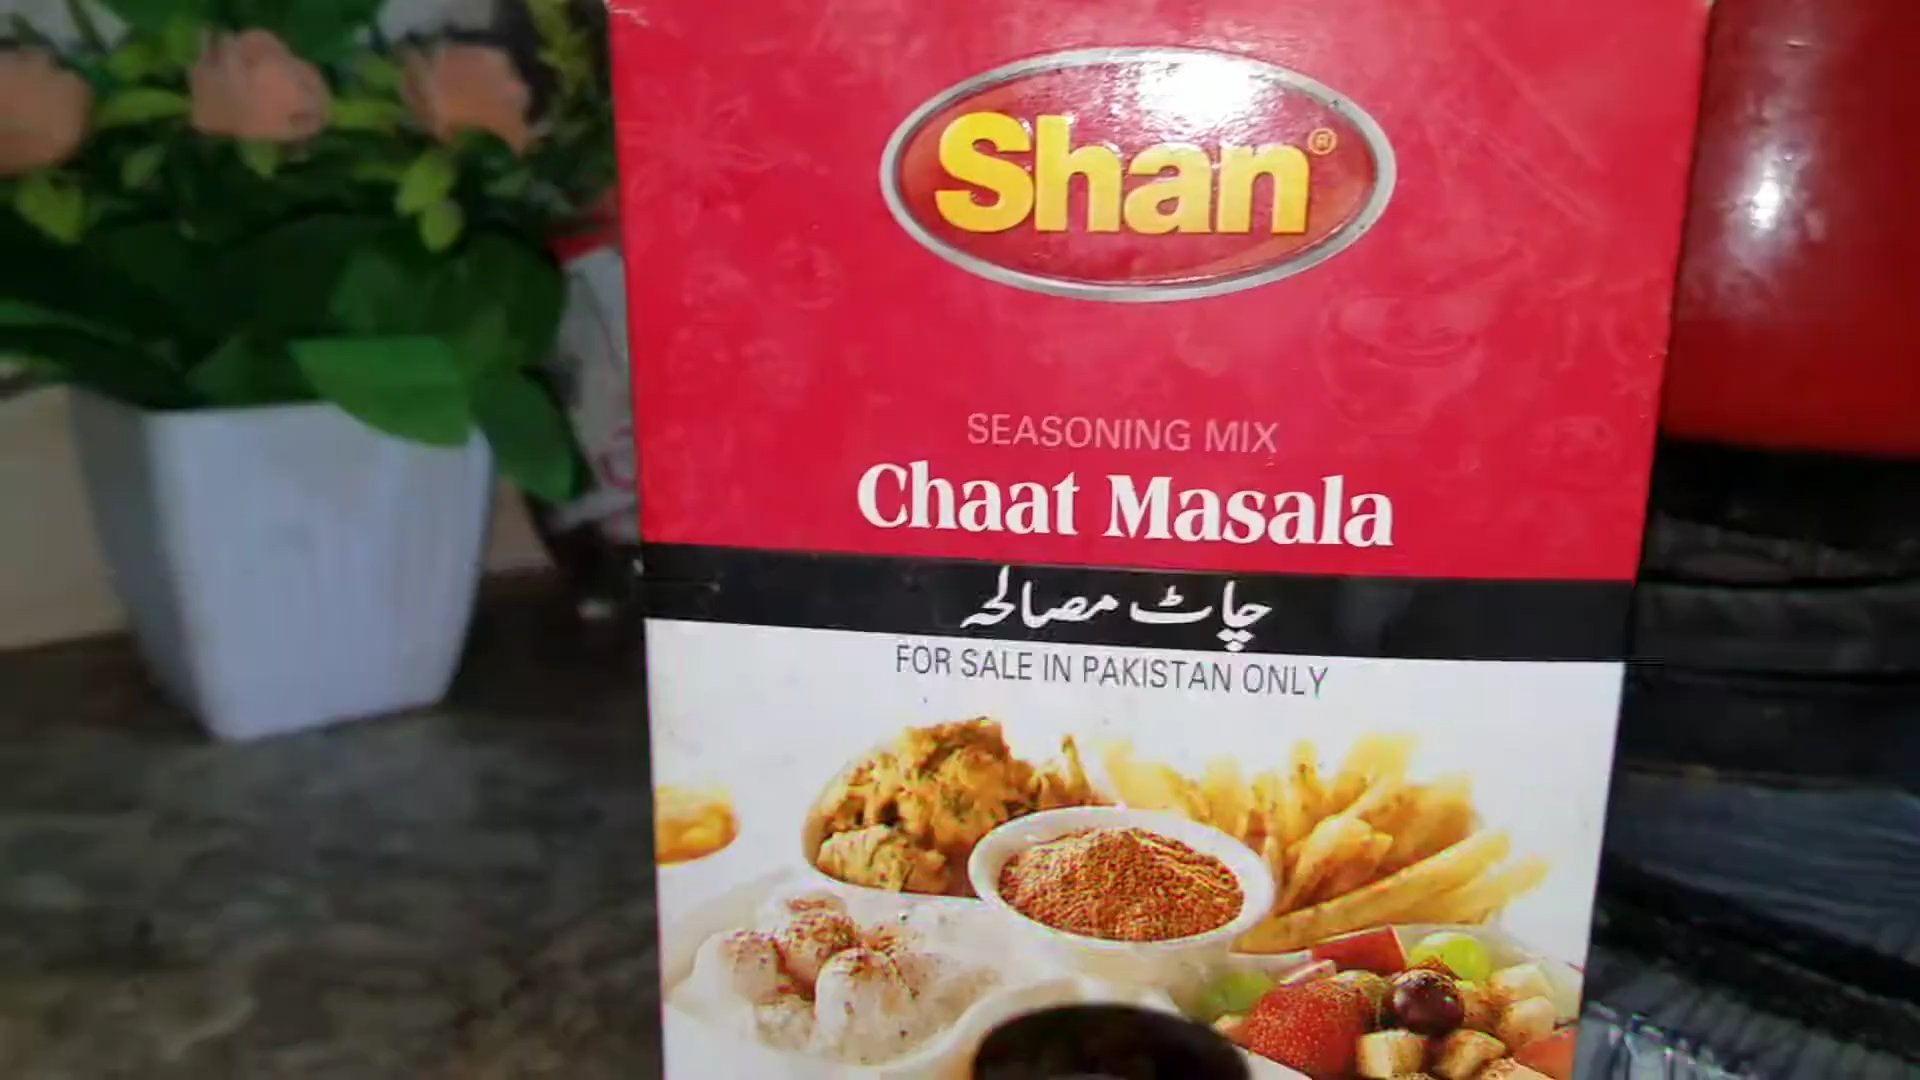 Shan®
SEASONING MIX
Chaat Masala
چاٹ مصالحہ
FOR SALE IN PAKISTAN ONLY